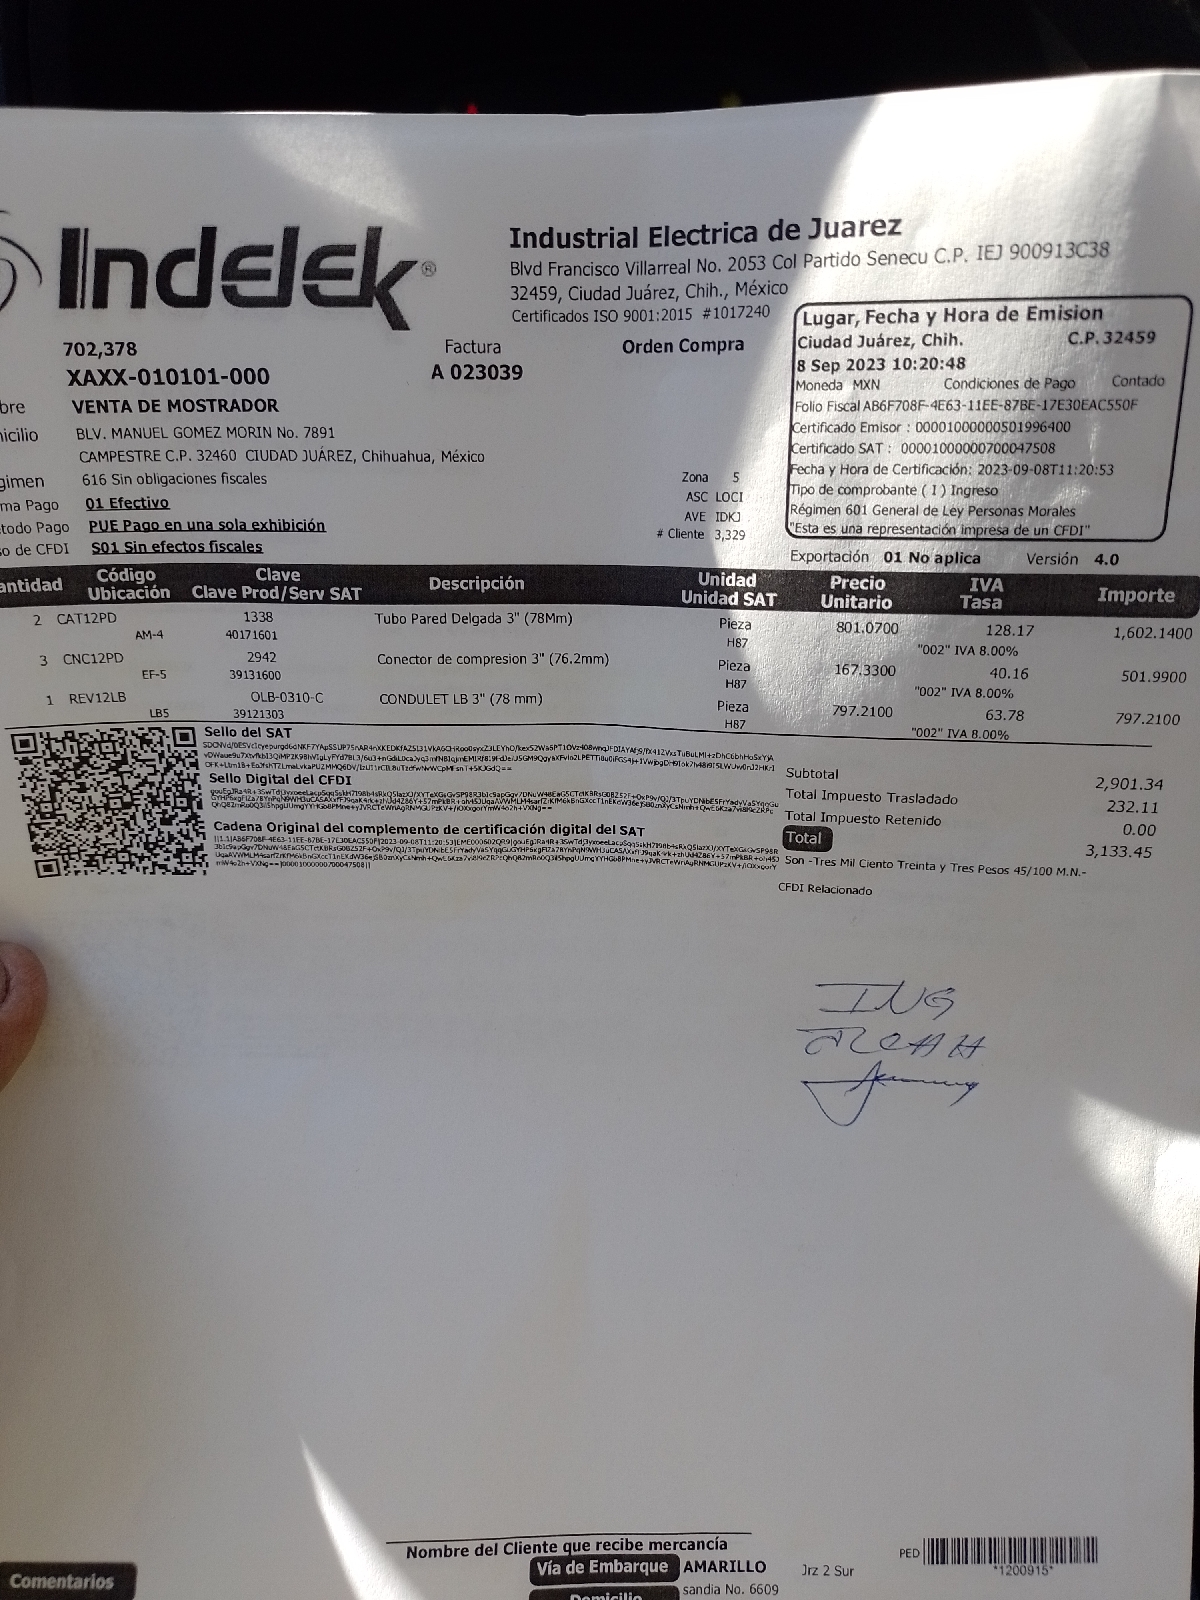 Indelek®
Industrial Electrica de Juarez
Blvd Francisco Villarreal No. 2053 Col Partido Senecu C.P. IEJ 900913C38
32459, Ciudad Juárez, Chih., México
Certificados ISO 9001:2015 #1017240
702,378
Factura
Orden Compra
XAXX-010101-000
A 023039
bre VENTA DE MOSTRADOR
icilio BLV. MANUEL GOMEZ MORIN No. 7891
CAMPESTRE C.P. 32460 CIUDAD JUÁREZ, Chihuahua, México
gimen 616 Sin obligaciones fiscales
ma Pago 01 Efectivo
todo Pago PUE Pago en una sola exhibición
so de CFDI S01 Sin efectos fiscales
Zona 5
ASC LOCI
AVE IDKJ
# Cliente 3,329
Lugar, Fecha y Hora de Emision
Ciudad Juárez, Chih. C.P. 32459
8 Sep 2023 10:20:48
Moneda MXN Condiciones de Pago Contado
Folio Fiscal AB6F708F-4E63-11EE-87BE-17E30EAC550F
Certificado Emisor : 00001000000501996400
Certificado SAT : 00001000000700047508
Fecha y Hora de Certificación: 2023-09-08T11:20:53
Tipo de comprobante ( I ) Ingreso
Régimen 601 General de Ley Personas Morales
"Esta es una representación impresa de un CFDI"
Exportación 01 No aplica Versión 4.0
antidad Código Ubicación Clave Clave Prod/Serv SAT Descripción Unidad Unidad SAT Precio Unitario IVA Tasa Importe
2 CAT12PD 1338 Tubo Pared Delgada 3" (78Mm) Pieza 801.0700 128.17 1,602.1400
AM-4 40171601 H87 "002" IVA 8.00%
3 CNC12PD 2942 Conector de compresion 3" (76.2mm) Pieza 167.3300 40.16 501.9900
EF-5 39131600 H87 "002" IVA 8.00%
1 REV12LB OLB-0310-C CONDULET LB 3" (78 mm) Pieza 797.2100 63.78 797.2100
LB5 39121303 H87 "002" IVA 8.00%
Sello del SAT
Sello Digital del CFDI
Cadena Original del complemento de certificación digital del SAT
Subtotal 2,901.34
Total Impuesto Trasladado 232.11
Total Impuesto Retenido 0.00
Total 3,133.45
Son -Tres Mil Ciento Treinta y Tres Pesos 45/100 M.N.-
CFDI Relacionado
ING
Nombre del Cliente que recibe mercancía
Vía de Embarque AMARILLO Jrz 2 Sur
PED
*1200915*
Comentarios
Domicilio sandia No. 6609